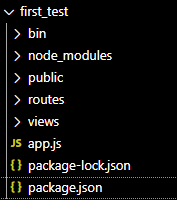 first_test
bin
node_modules
public
routes
views
JS app.js
{} package-lock.json
{} package.json